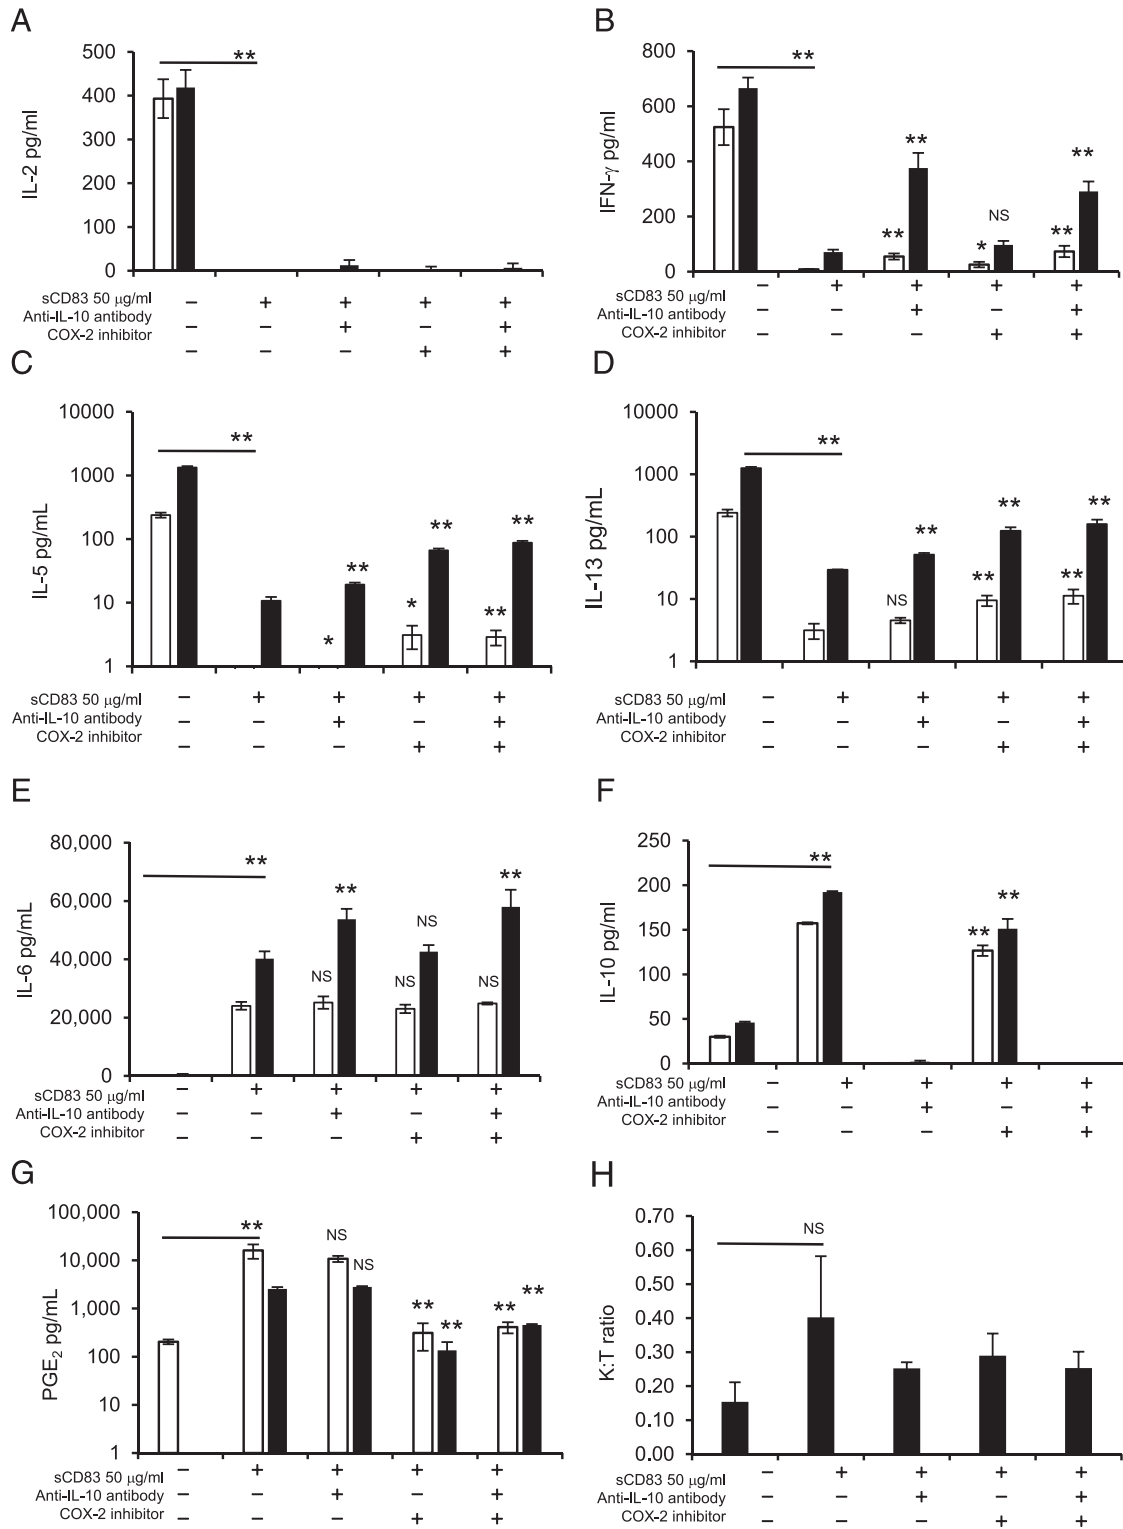 A
500
400
300
200
100
0
IL-2 pg/ml
**
sCD83 50 μg/ml − + + + +
Anti-IL-10 antibody − − + − +
COX-2 inhibitor − − − + +
B
800
600
400
200
0
IFN-γ pg/ml
**
** **
* NS
** **
sCD83 50 μg/ml − + + + +
Anti-IL-10 antibody − − + − +
COX-2 inhibitor − − − + +
C
10000
1000
100
10
1
IL-5 pg/mL
**
* **
* **
** **
sCD83 50 μg/ml − + + + +
Anti-IL-10 antibody − − + − +
COX-2 inhibitor − − − + +
D
10000
1000
100
10
1
IL-13 pg/mL
**
NS **
** **
** **
sCD83 50 μg/ml − + + + +
Anti-IL-10 antibody − − + − +
COX-2 inhibitor − − − + +
E
80,000
60,000
40,000
20,000
0
IL-6 pg/mL
**
NS **
NS NS
NS **
sCD83 50 μg/ml − + + + +
Anti-IL-10 antibody − − + − +
COX-2 inhibitor − − − + +
F
250
200
150
100
50
0
IL-10 pg/ml
**
** **
sCD83 50 μg/ml − + + + +
Anti-IL-10 antibody − − + − +
COX-2 inhibitor − − − + +
G
100,000
10,000
1,000
100
10
1
PGE2 pg/mL
**
NS NS
** **
** **
sCD83 50 μg/ml − + + + +
Anti-IL-10 antibody − − + − +
COX-2 inhibitor − − − + +
H
0.70
0.60
0.50
0.40
0.30
0.20
0.10
0.00
K:T ratio
NS
sCD83 50 μg/ml − + + + +
Anti-IL-10 antibody − − + − +
COX-2 inhibitor − − − + +